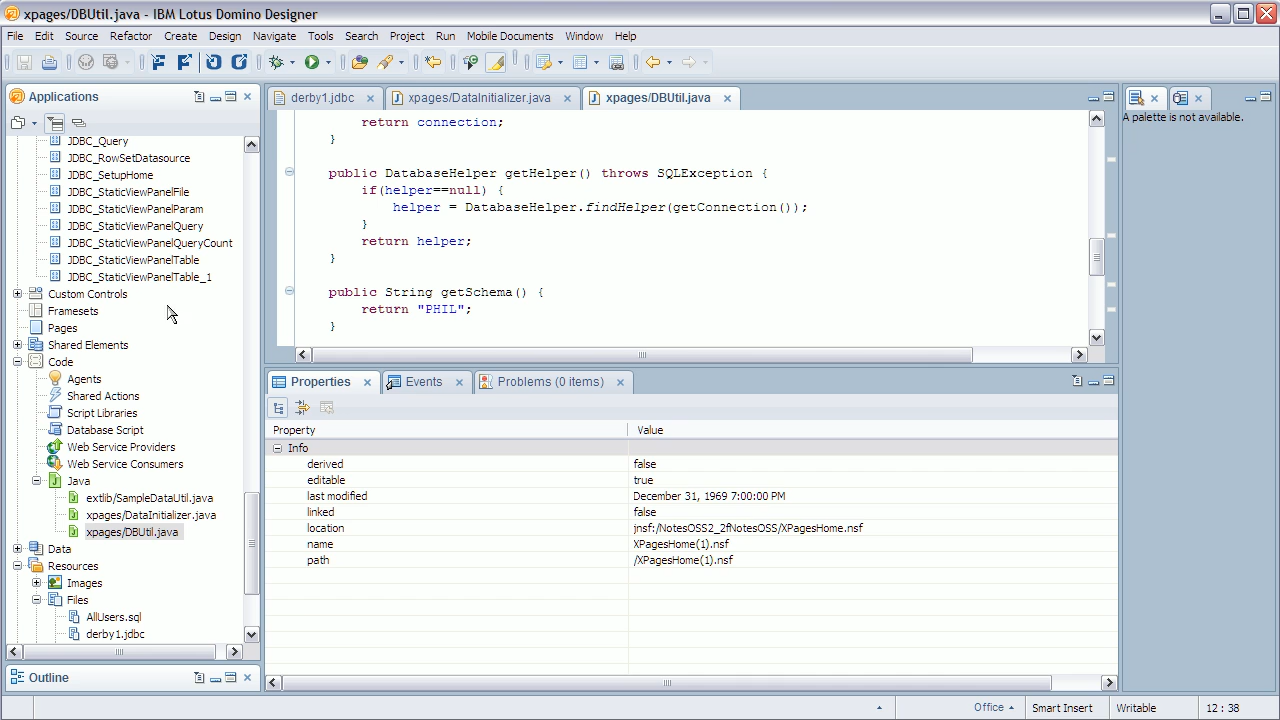 xpages/DBUtil.java - IBM Lotus Domino Designer
File Edit Source Refactor Create Design Navigate Tools Search Project Run Mobile Documents Window Help
Applications
JDBC_Query
JDBC_RowSetDatasource
JDBC_SetupHome
JDBC_StaticViewPanelFile
JDBC_StaticViewPanelParam
JDBC_StaticViewPanelQuery
JDBC_StaticViewPanelQueryCount
JDBC_StaticViewPanelTable
JDBC_StaticViewPanelTable_1
Custom Controls
Framesets
Pages
Shared Elements
Code
Agents
Shared Actions
Script Libraries
Database Script
Web Service Providers
Web Service Consumers
Java
extlib/SampleDataUtil.java
xpages/DataInitializer.java
xpages/DBUtil.java
Data
Resources
Images
Files
AllUsers.sql
derby1.jdbc
Outline
derby1.jdbc xpages/DataInitializer.java xpages/DBUtil.java
return connection;
}
public DatabaseHelper getHelper() throws SQLException {
if(helper==null) {
helper = DatabaseHelper.findHelper(getConnection());
}
return helper;
}
public String getSchema() {
return "PHIL";
}
Properties Events Problems (0 items)
Property Value
Info
derived false
editable true
last modified December 31, 1969 7:00:00 PM
linked false
location jnsf:/NotesOSS2_2fNotesOSS/XPagesHome.nsf
name XPagesHome(1).nsf
path /XPagesHome(1).nsf
A palette is not available.
Office Smart Insert Writable 12 : 38